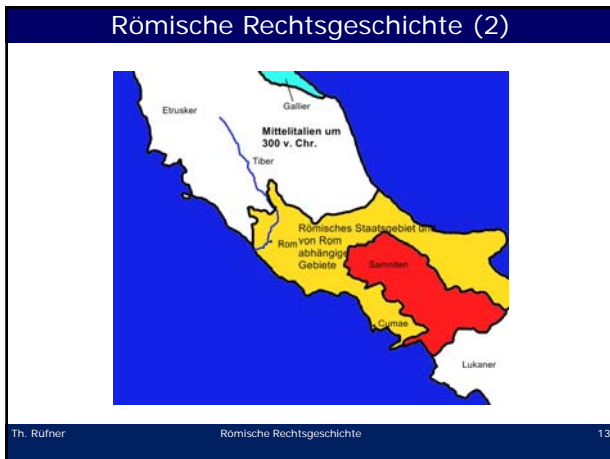 Römische Rechtsgeschichte (2)
Gallier
Etrusker
Mittelitalien um
300 v. Chr.
Tiber
Römisches Staatsgebiet und
von Rom
abhängige
Gebiete
Rom
Samniten
Cumae
Lukaner
Th. Rüfner
Römische Rechtsgeschichte
13